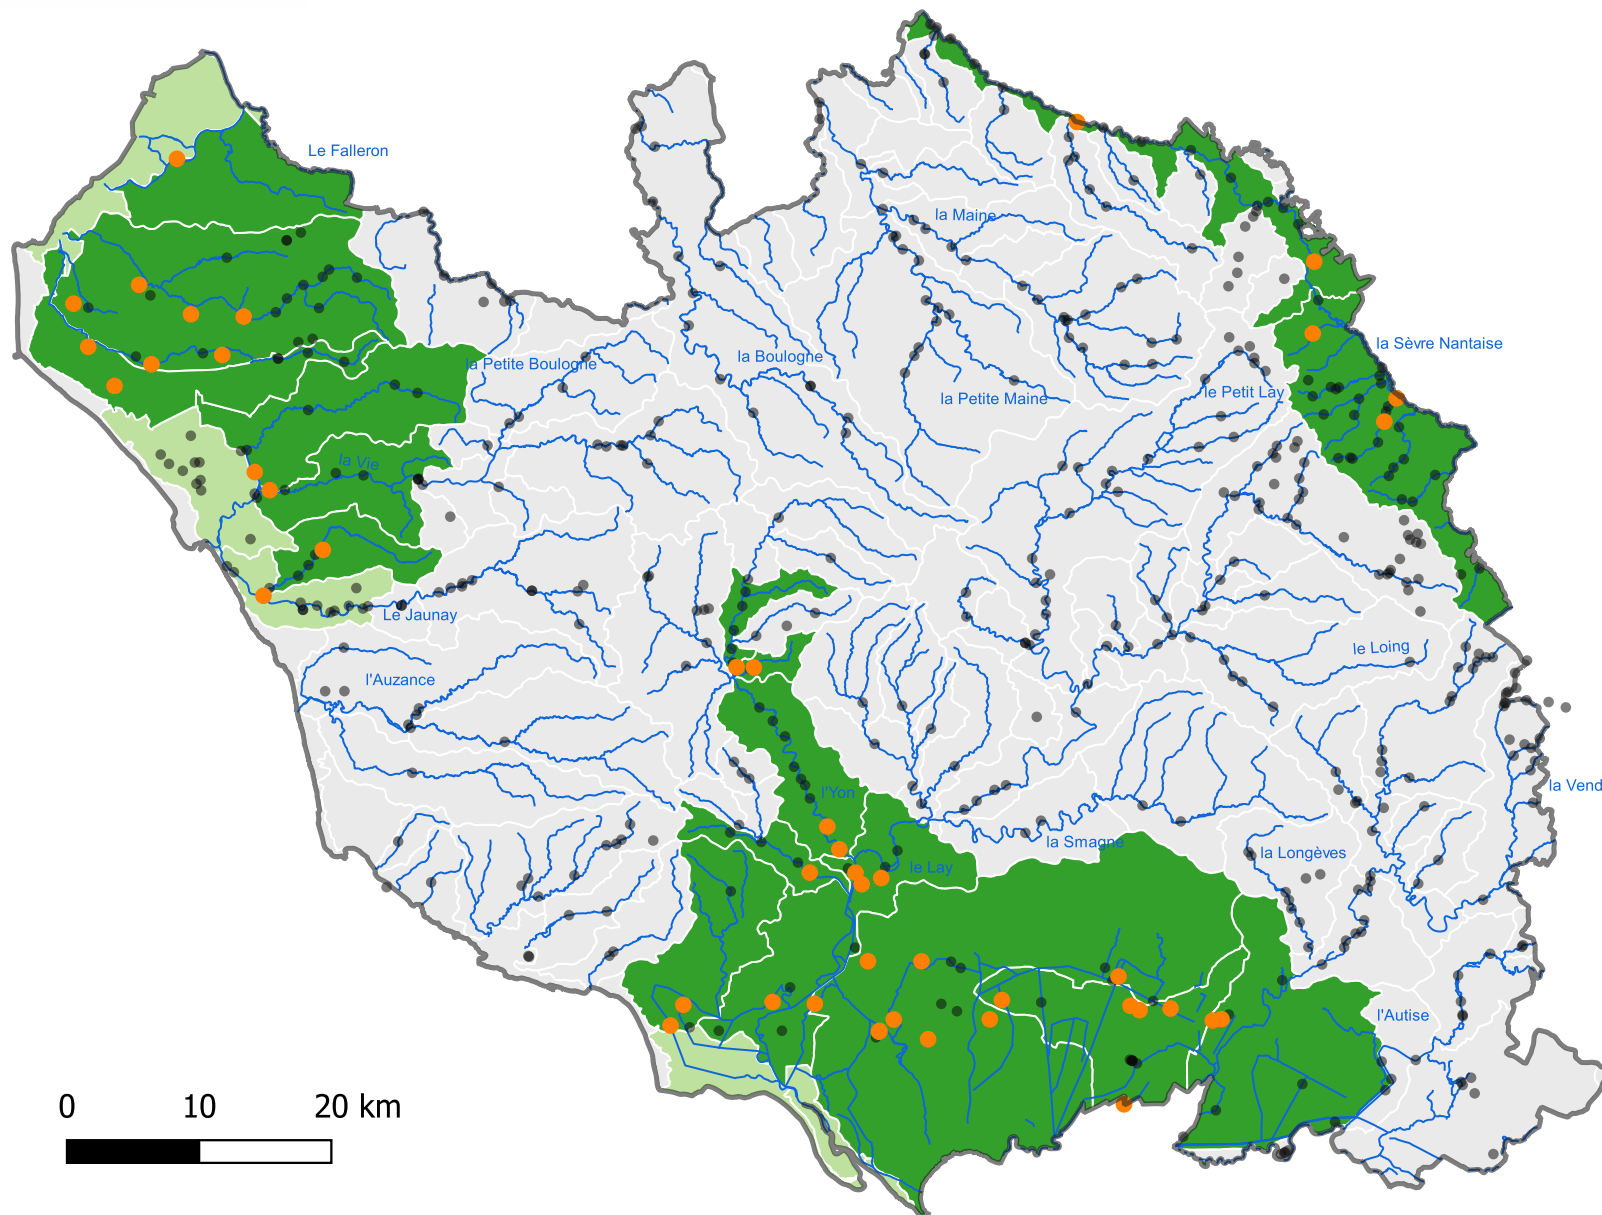 Le Falleron
la Maine
la Sèvre Nantaise
la Boulogne
la Petite Boulogne
le Petit Lay
la Petite Maine
la Vie
Le Jaunay
le Loing
l'Auzance
l'Yon
la Vend
la Smagne
la Longèves
le Lay
l'Autise
0 10 20 km